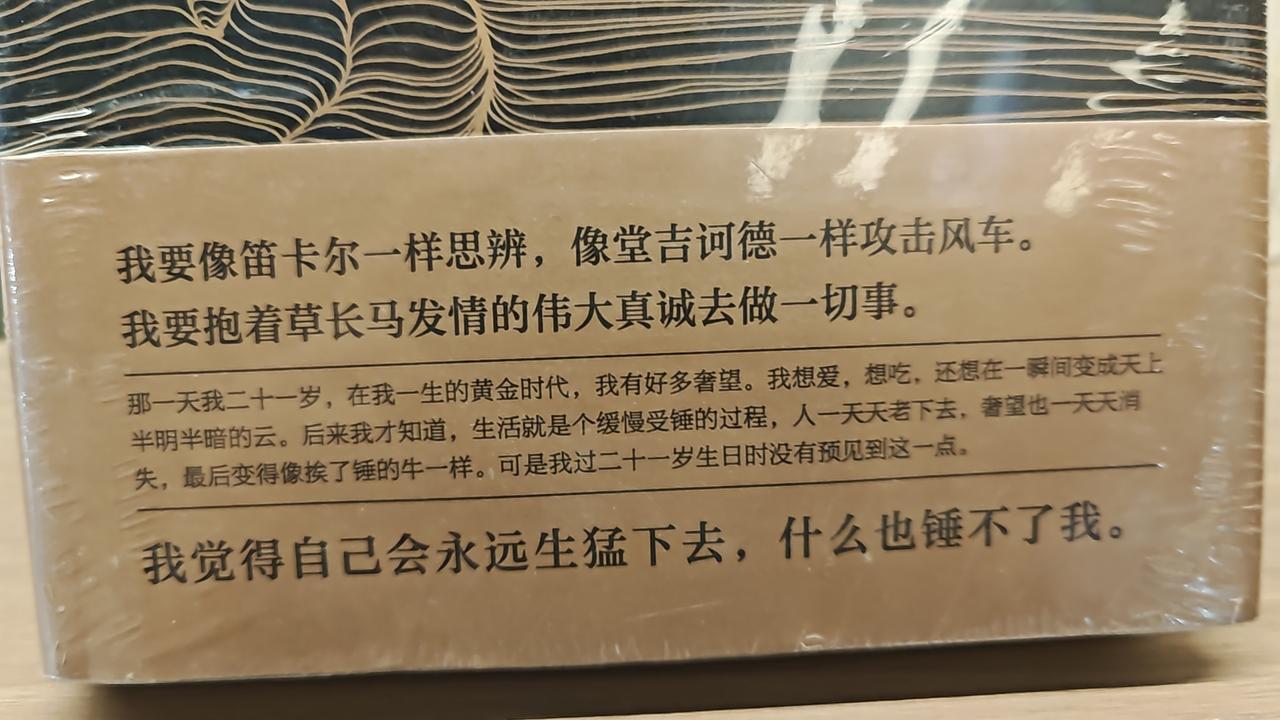 我要像笛卡尔一样思辨，像堂吉诃德一样攻击风车。
我要抱着草长马发情的伟大真诚去做一切事。
那一天我二十一岁，在我一生的黄金时代，我有好多奢望。我想爱，想吃，还想在一瞬间变成天上
半明半暗的云。后来我才知道，生活就是个缓慢受锤的过程，人一天天老下去，奢望也一天天消
失，最后变得像挨了锤的牛一样。可是我过二十一岁生日时没有预见到这一点。
我觉得自己会永远生猛下去，什么也锤不了我。